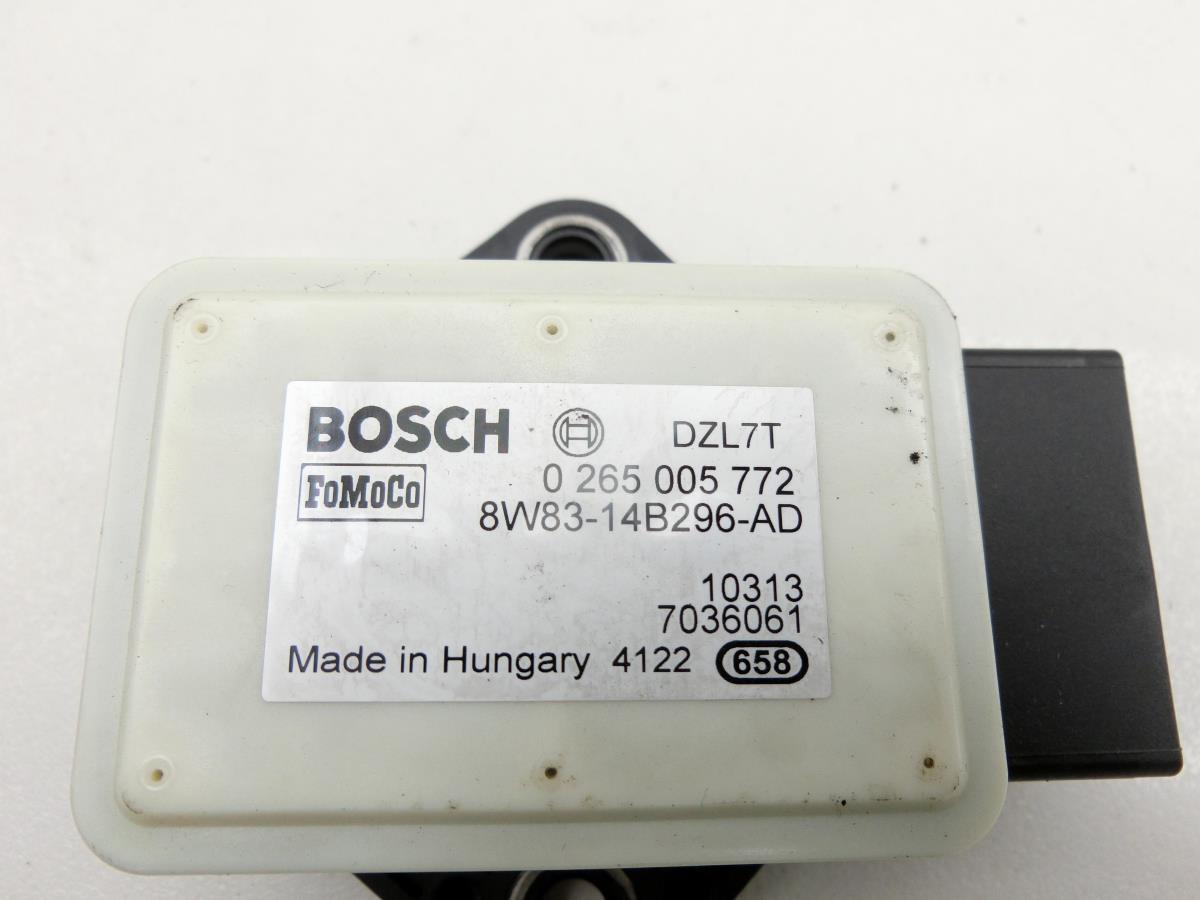 BOSCH DZL7T
FoMoCo 0 265 005 772
8W83-14B296-AD
10313
7036061
Made in Hungary 4122 658